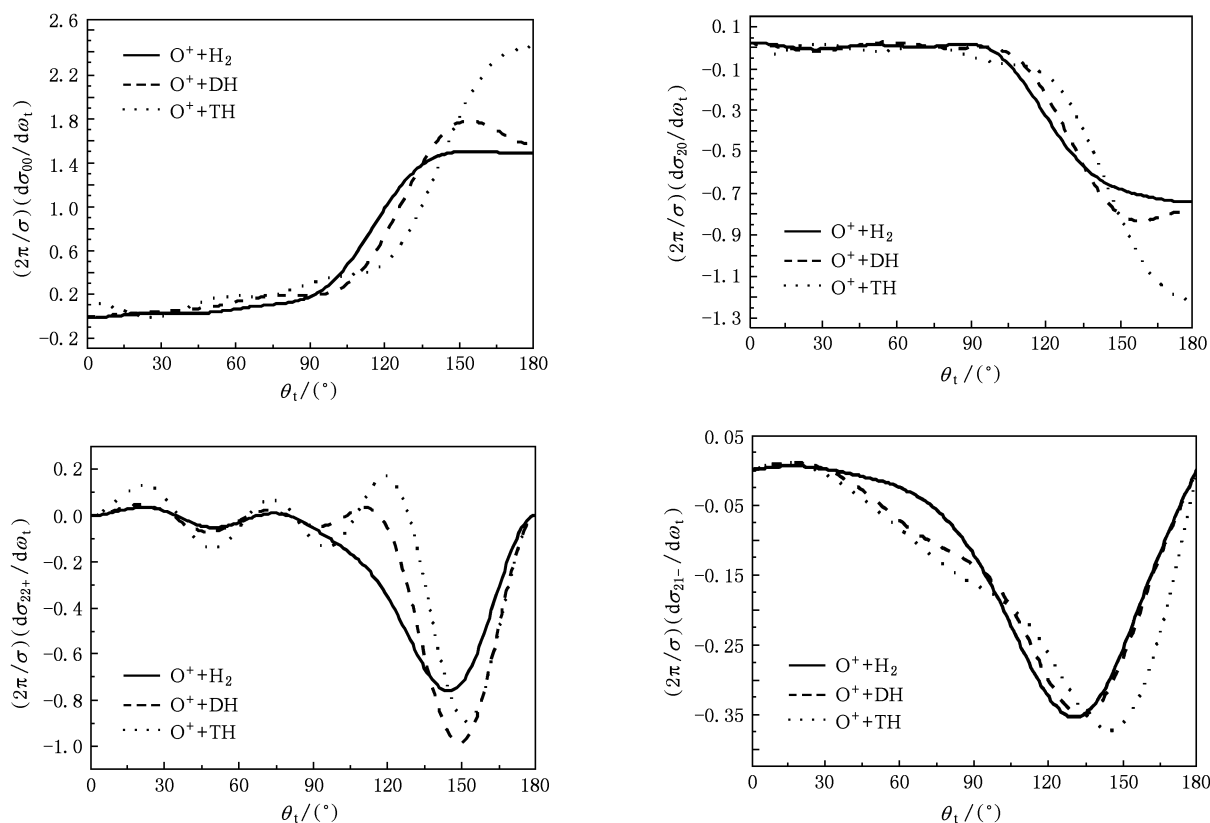 (2π/σ)(dσ₀₀/dωₜ)
2.6
2.2
1.8
1.4
1.0
0.6
0.2
-0.2
O⁺+H₂
O⁺+DH
O⁺+TH
0 30 60 90 120 150 180
θₜ/(°)
(2π/σ)(dσ₂₀/dωₜ)
0.1
-0.1
-0.3
-0.5
-0.7
-0.9
-1.1
-1.3
O⁺+H₂
O⁺+DH
O⁺+TH
0 30 60 90 120 150 180
θₜ/(°)
(2π/σ)(dσ₂₂₊/dωₜ)
0.2
0.0
-0.2
-0.4
-0.6
-0.8
-1.0
O⁺+H₂
O⁺+DH
O⁺+TH
0 30 60 90 120 150 180
θₜ/(°)
(2π/σ)(dσ₂₁₋/dωₜ)
0.05
-0.05
-0.15
-0.25
-0.35
O⁺+H₂
O⁺+DH
O⁺+TH
0 30 60 90 120 150 180
θₜ/(°)